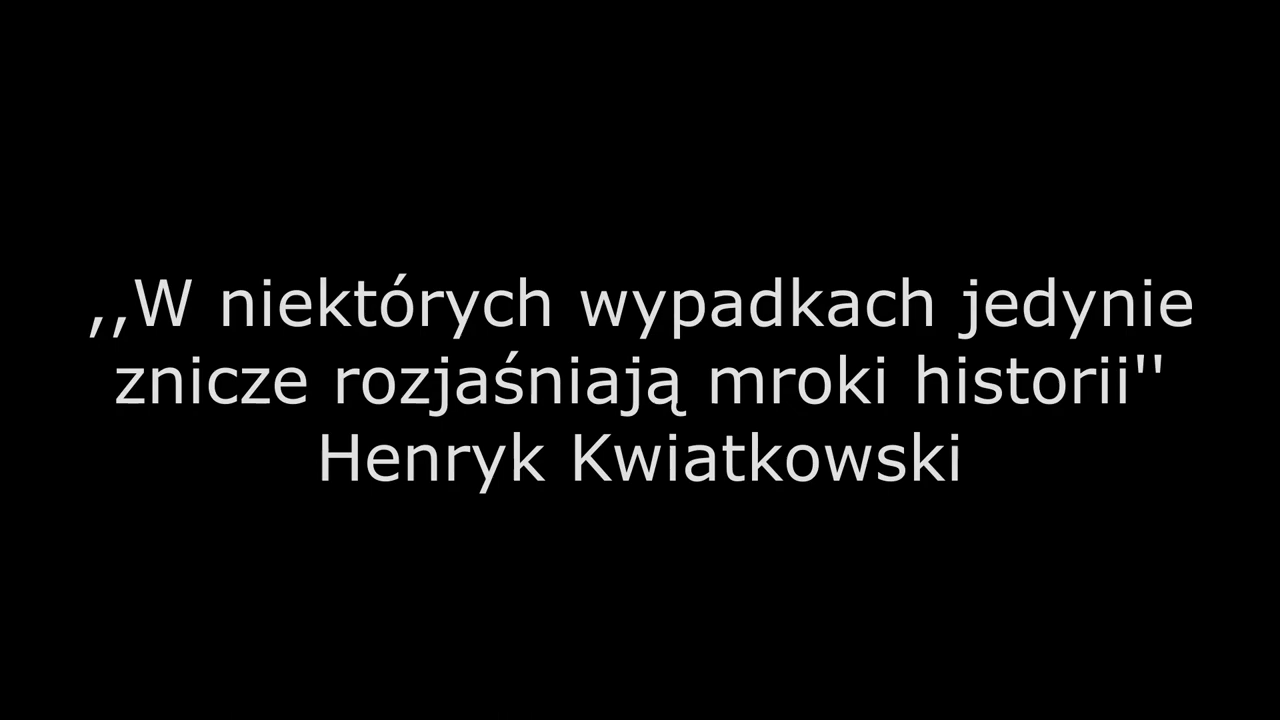 ,,W niektórych wypadkach jedynie
znicze rozjaśniają mroki historii''
Henryk Kwiatkowski